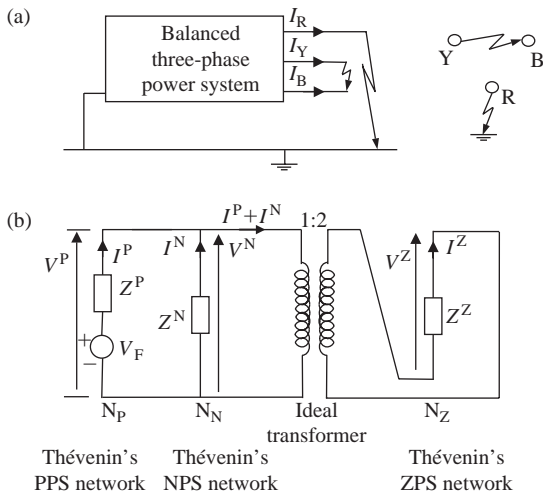 (a)
Balanced
three-phase
power system
I_R
I_Y
I_B
Y
B
R
(b)
I^P+I^N
1:2
V^P
I^P
I^N
V^N
V^Z
I^Z
Z^P
Z^N
Z^Z
+
−
V_F
N_P
N_N
Ideal
transformer
N_Z
Thévenin's
PPS network
Thévenin's
NPS network
Thévenin's
ZPS network